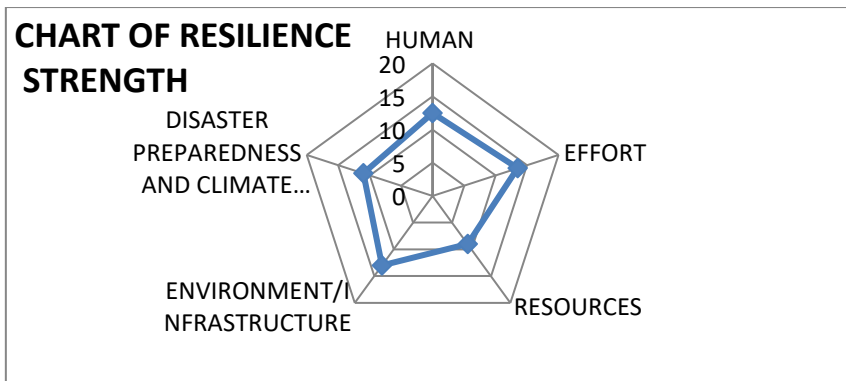 CHART OF RESILIENCE
STRENGTH
HUMAN
20
15
10
5
0
EFFORT
RESOURCES
ENVIRONMENT/I
NFRASTRUCTURE
DISASTER
PREPAREDNESS
AND CLIMATE...